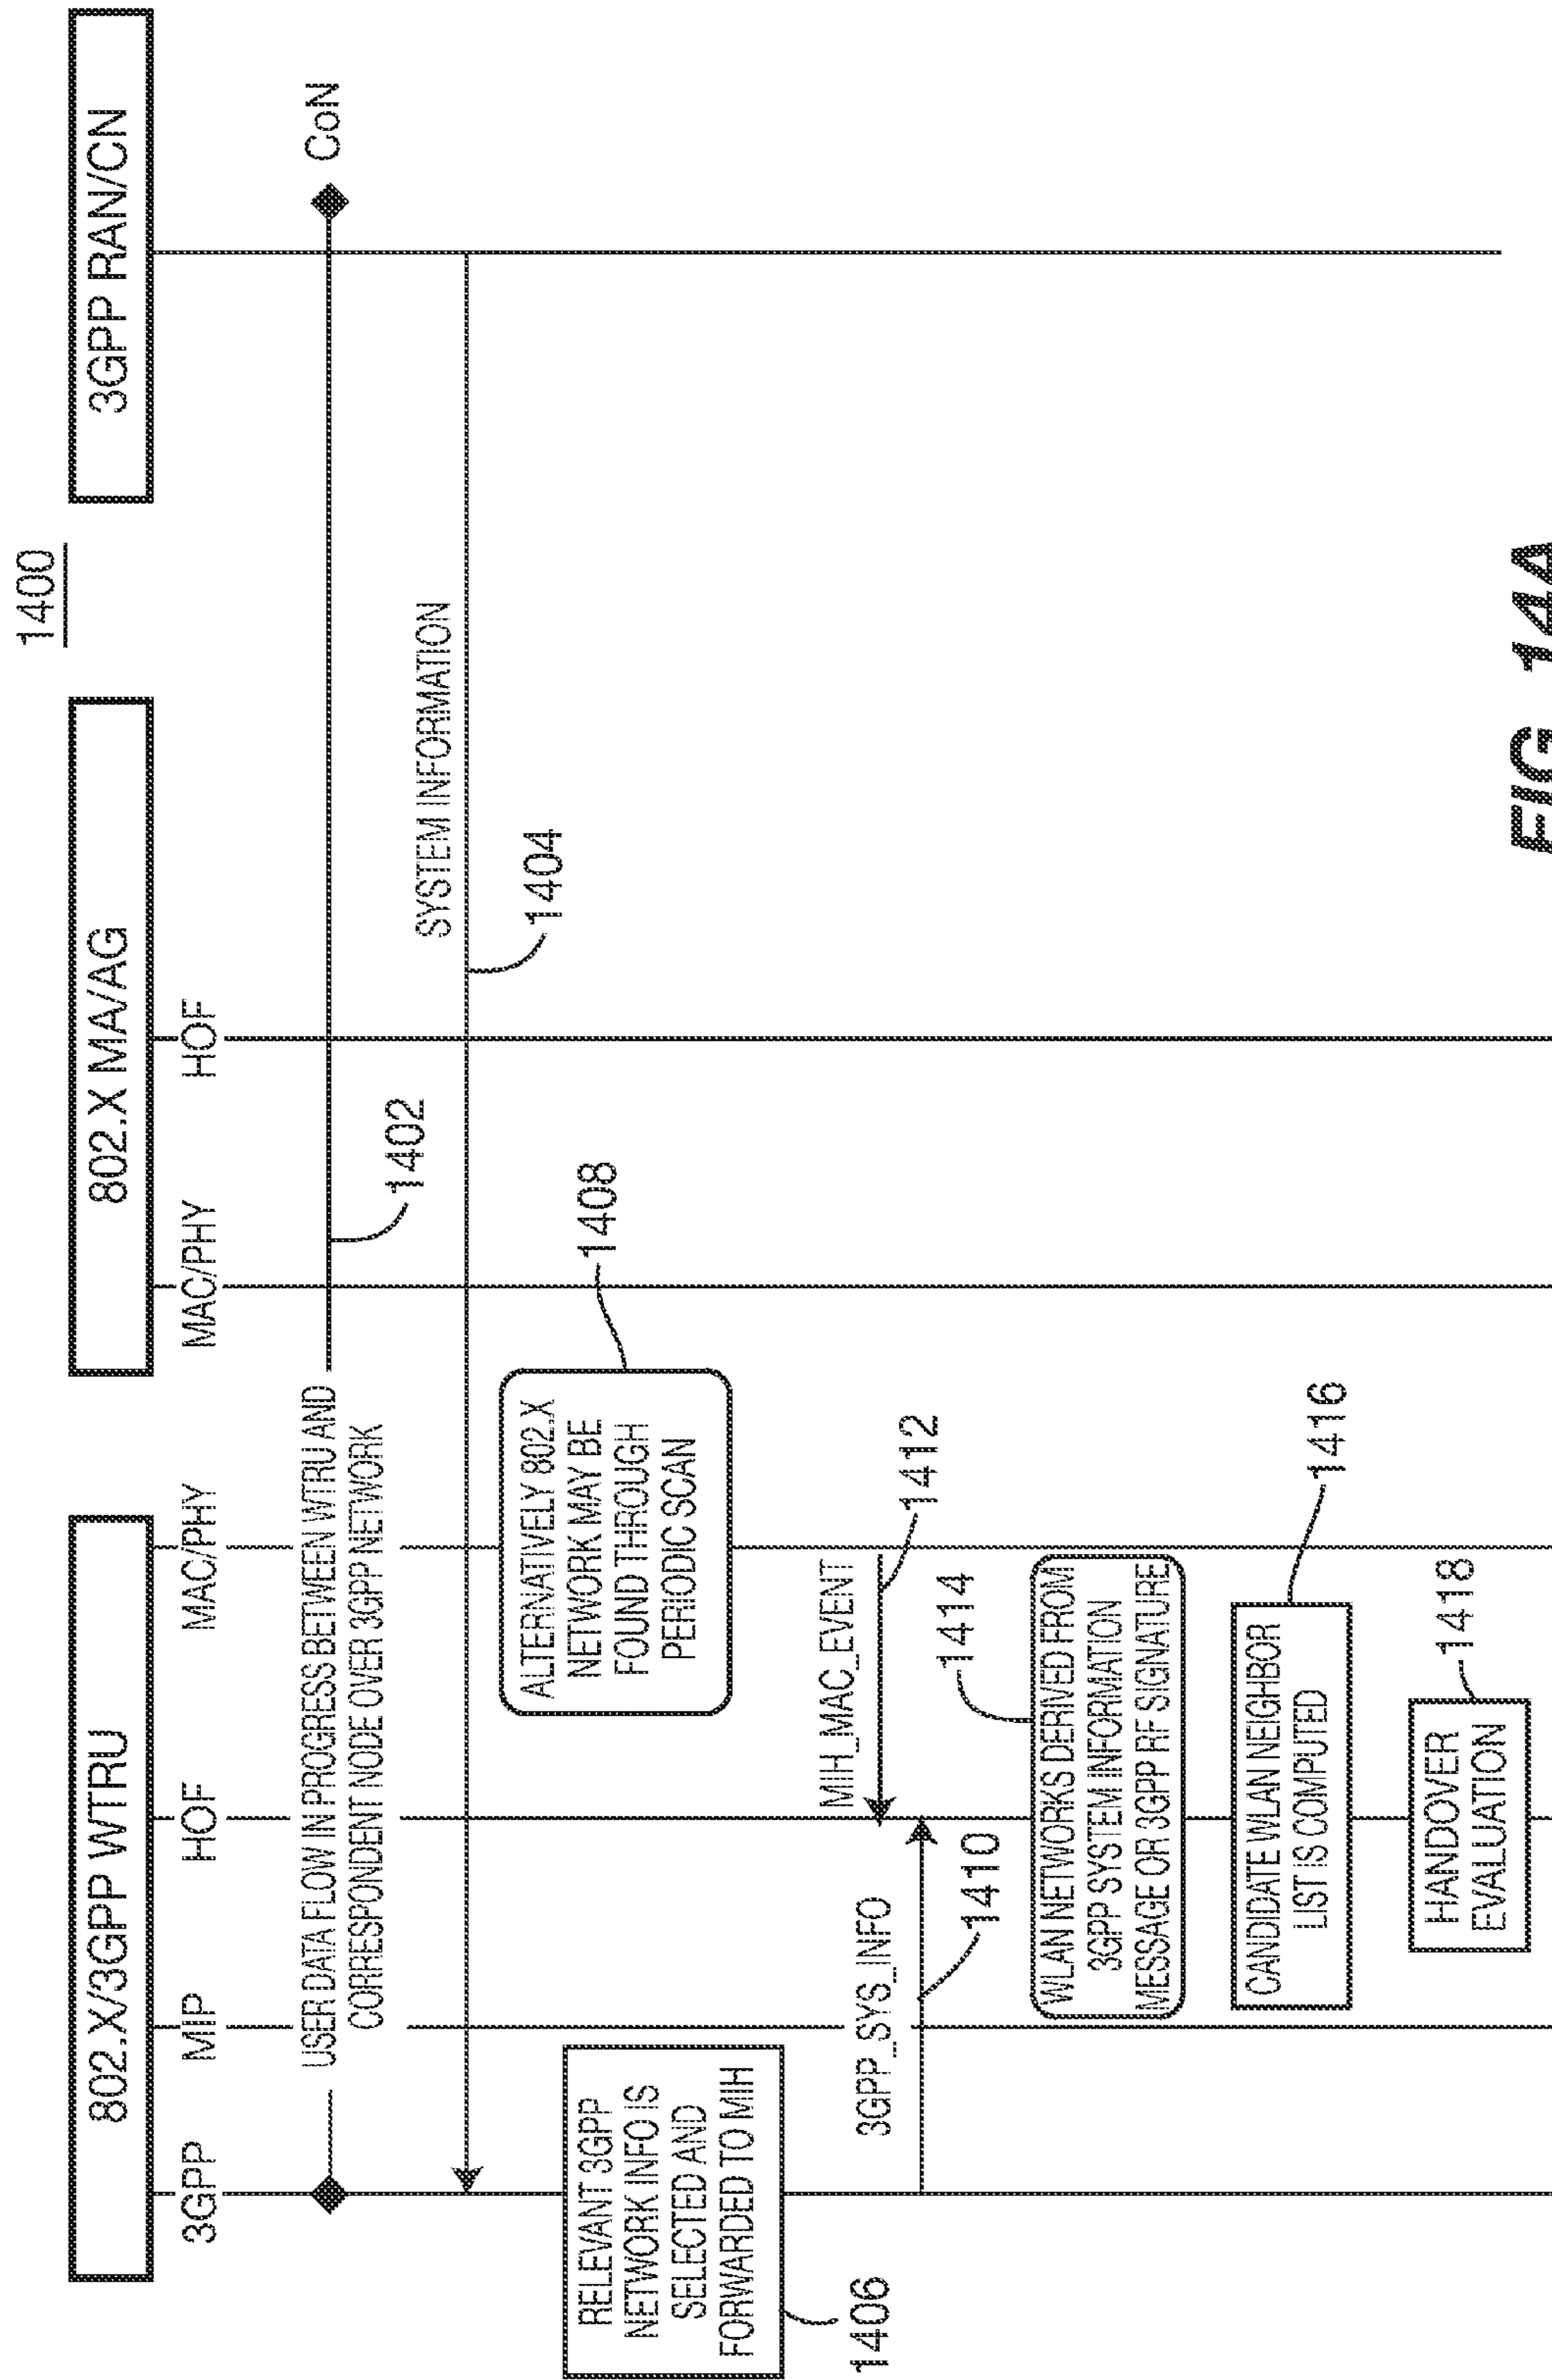 1400
802.X/3GPP WTRU
802.X MA/AG
3GPP RAN/CN
3GPP
MIP
HOF
MAC/PHY
MAC/PHY
HOF
USER DATA FLOW IN PROGRESS BETWEEN WTRU AND
CORRESPONDENT NODE OVER 3GPP NETWORK
CoN
1402
SYSTEM INFORMATION
1404
RELEVANT 3GPP
NETWORK INFO IS
SELECTED AND
FORWARDED TO MIH
1406
ALTERNATIVELY 802.X
NETWORK MAY BE
FOUND THROUGH
PERIODIC SCAN
1408
MIH_MAC_EVENT
1412
3GPP_SYS_INFO
1410
WLAN NETWORKS DERIVED FROM
3GPP SYSTEM INFORMATION
MESSAGE OR 3GPP RF SIGNATURE
1414
CANDIDATE WLAN NEIGHBOR
LIST IS COMPUTED
1416
HANDOVER
EVALUATION
1418
FIG. 14A